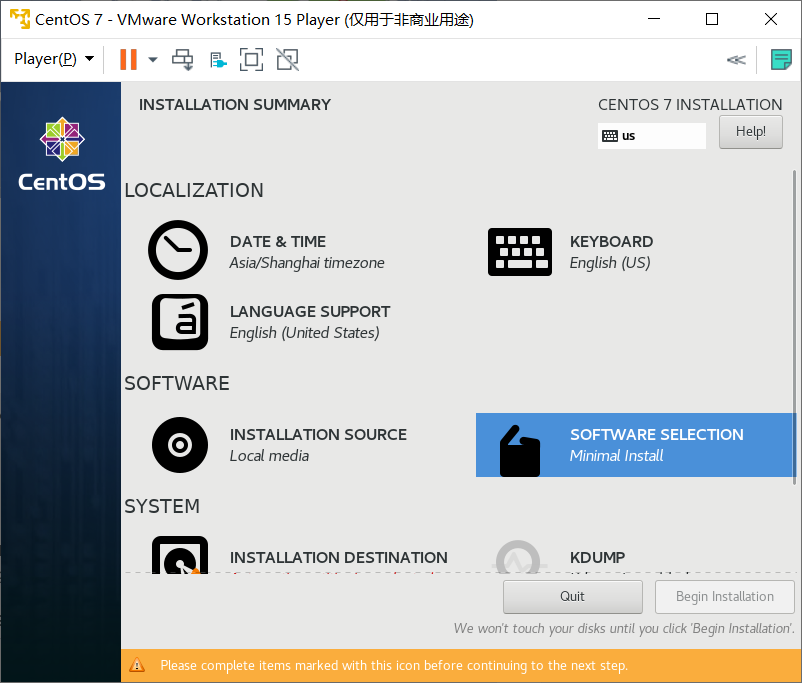 CentOS 7 - VMware Workstation 15 Player (仅用于非商业用途)
Player(P)
INSTALLATION SUMMARY
CENTOS 7 INSTALLATION
us
Help!
CentOS
LOCALIZATION
DATE & TIME
Asia/Shanghai timezone
KEYBOARD
English (US)
LANGUAGE SUPPORT
English (United States)
SOFTWARE
INSTALLATION SOURCE
Local media
SOFTWARE SELECTION
Minimal Install
SYSTEM
INSTALLATION DESTINATION
KDUMP
Quit
Begin Installation
We won't touch your disks until you click 'Begin Installation'.
Please complete items marked with this icon before continuing to the next step.